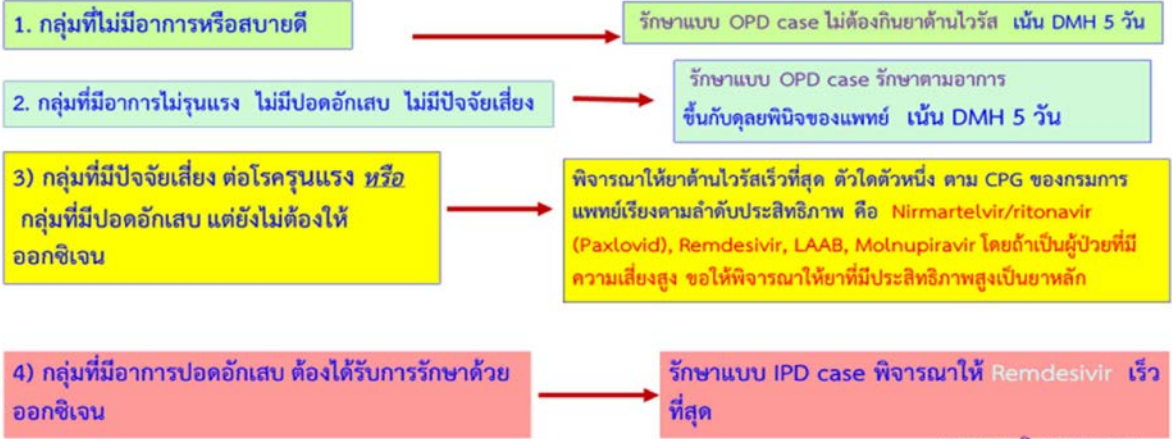 1. กลุ่มที่ไม่มีอาการหรือสบายดี
รักษาแบบ OPD case ไม่ต้องกินยาต้านไวรัส เน้น DMH 5 วัน
2. กลุ่มที่มีอาการไม่รุนแรง ไม่มีปอดอักเสบ ไม่มีปัจจัยเสี่ยง
รักษาแบบ OPD case รักษาตามอาการ
ขึ้นกับดุลยพินิจของแพทย์ เน้น DMH 5 วัน
3) กลุ่มที่มีปัจจัยเสี่ยง ต่อโรครุนแรง หรือ
กลุ่มที่มีปอดอักเสบ แต่ยังไม่ต้องให้
ออกซิเจน
พิจารณาให้ยาต้านไวรัสเร็วที่สุด ตัวใดตัวหนึ่ง ตาม CPG ของกรมการ
แพทย์เรียงตามลำดับประสิทธิภาพ คือ Nirmartelvir/ritonavir
(Paxlovid), Remdesivir, LAAB, Molnupiravir โดยถ้าเป็นผู้ป่วยที่มี
ความเสี่ยงสูง ขอให้พิจารณาให้ยาที่มีประสิทธิภาพสูงเป็นยาหลัก
4) กลุ่มที่มีอาการปอดอักเสบ ต้องได้รับการรักษาด้วย
ออกซิเจน
รักษาแบบ IPD case พิจารณาให้ Remdesivir เร็ว
ที่สุด